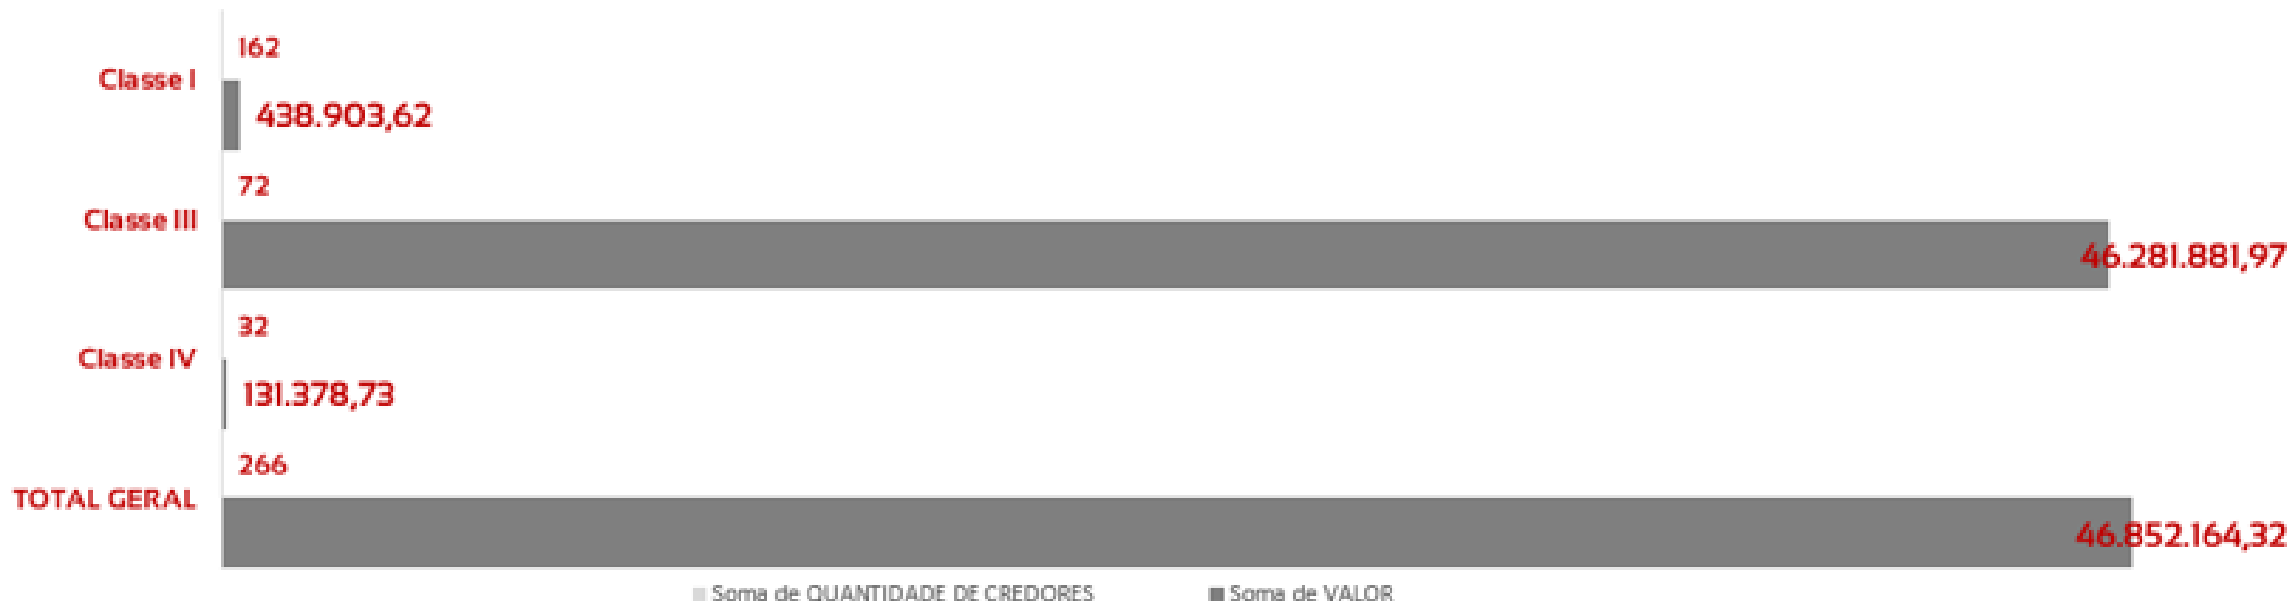 162
Classe I
438.903,62
72
Classe III
46.281.881,97
32
Classe IV
131.378,73
266
TOTAL GERAL
46.852.164,32
Soma de QUANTIDADE DE CREDORES Soma de VALOR